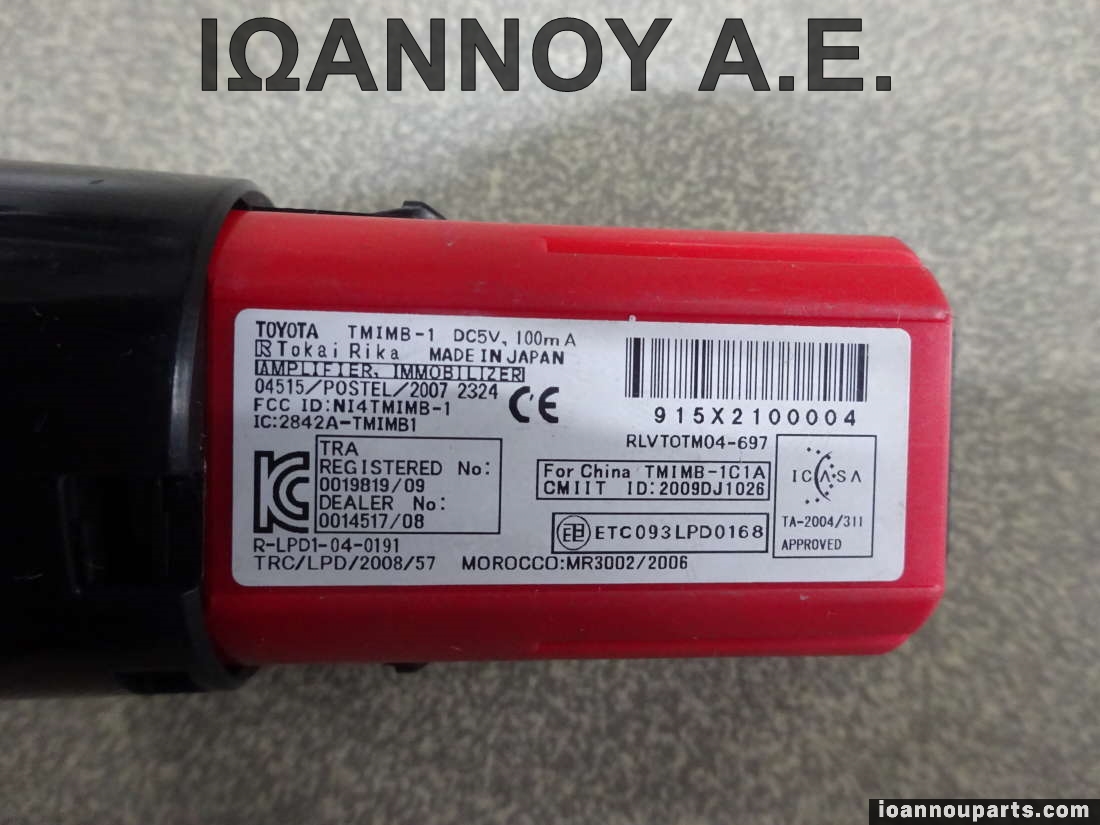 ΙΩΑΝΝΟΥ Α.Ε.
TOYOTA TMIMB-1 DC5V, 100mA
Tokai Rika MADE IN JAPAN
AMPLIFIER, IMMOBILIZER
04515/POSTEL/2007 2324
FCC ID:NI4TMIMB-1
IC:2842A-TMIMB1
CE
TRA
REGISTERED No:
0019819/09
DEALER No:
0014517/08
R-LPD1-04-0191
TRC/LPD/2008/57 MOROCCO:MR3002/2006
915X2100004
RLVTOTM04-697
For China TMIMB-1C1A
CMIIT ID:2009DJ1026
ETC093LPD0168
ICASA
TA-2004/311
APPROVED
ioannouparts.com